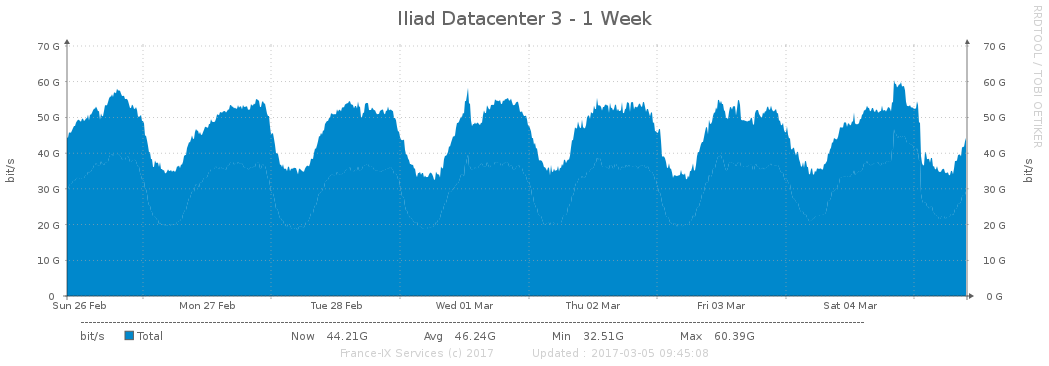 Iliad Datacenter 3 - 1 Week
RRDTOOL / TOBI OETIKER
bit/s
70 G
60 G
50 G
40 G
30 G
20 G
10 G
0
70 G
60 G
50 G
40 G
30 G
20 G
10 G
0 G
bit/s
Sun 26 Feb Mon 27 Feb Tue 28 Feb Wed 01 Mar Thu 02 Mar Fri 03 Mar Sat 04 Mar
bit/s Total Now 44.21G Avg 46.24G Min 32.51G Max 60.39G
France-IX Services (c) 2017 Updated : 2017-03-05 09:45:08